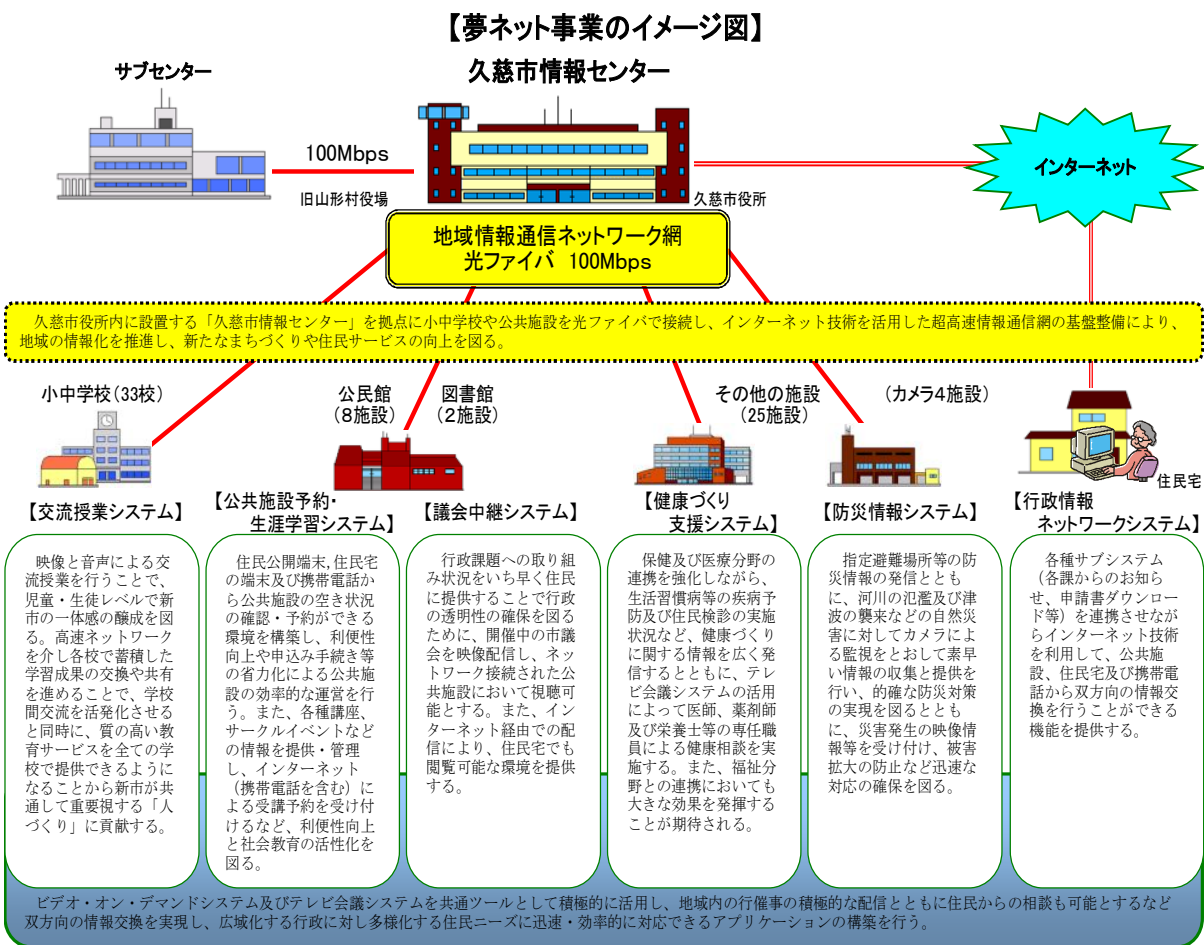 【夢ネット事業のイメージ図】
サブセンター
久慈市情報センター
100Mbps
インターネット
旧山形村役場
久慈市役所
地域情報通信ネットワーク網
光ファイバ 100Mbps
久慈市役所内に設置する「久慈市情報センター」を拠点に小中学校や公共施設を光ファイバで接続し、インターネット技術を活用した超高速情報通信網の基盤整備により、
地域の情報化を推進し、新たなまちづくりや住民サービスの向上を図る。
小中学校(33校)
公民館
(8施設)
図書館
(2施設)
その他の施設
(25施設)
(カメラ4施設)
住民宅
【交流授業システム】
映像と音声による交
流授業を行うことで、
児童・生徒レベルで新
市の一体感の醸成を図
る。高速ネットワーク
を介し各校で蓄積した
学習成果の交換や共有
を進めることで、学校
間交流を活発化させる
と同時に、質の高い教
育サービスを全ての学
校で提供できるように
なることから新市が共
通して重要視する「人
づくり」に貢献する。
【公共施設予約・
生涯学習システム】
住民公開端末,住民宅
の端末及び携帯電話か
ら公共施設の空き状況
の確認・予約ができる
環境を構築し、利便性
向上や申込み手続き等
の省力化による公共施
設の効率的な運営を行
う。また、各種講座、
サークルイベントなど
の情報を提供・管理
し、インターネット
(携帯電話を含む)に
よる受講予約を受け付
けるなど、利便性向上
と社会教育の活性化を
図る。
【議会中継システム】
行政課題への取り組
み状況をいち早く住民
に提供することで行政
の透明性の確保を図る
ために、開催中の市議
会を映像配信し、ネッ
トワーク接続された公
共施設において視聴可
能とする。また、イン
ターネット経由での配
信により、住民宅でも
閲覧可能な環境を提供
する。
【健康づくり
支援システム】
保健及び医療分野の
連携を強化しながら、
生活習慣病等の疾病予
防及び住民検診の実施
状況など、健康づくり
に関する情報を広く発
信するとともに、テレ
ビ会議システムの活用
によって医師、薬剤師
及び栄養士等の専任職
員による健康相談を実
施する。また、福祉分
野との連携においても
大きな効果を発揮する
ことが期待される。
【防災情報システム】
指定避難場所等の防
災情報の発信ととも
に、河川の氾濫及び津
波の襲来などの自然災
害に対してカメラによ
る監視をとおして素早
い情報の収集と提供を
行い、的確な防災対策
の実現を図るととも
に、災害発生の映像情
報等を受け付け、被害
拡大の防止など迅速な
対応の確保を図る。
【行政情報
ネットワークシステム】
各種サブシステム
(各課からのお知ら
せ、申請書ダウンロー
ド等)を連携させなが
らインターネット技術
を利用して、公共施
設、住民宅及び携帯電
話から双方向の情報交
換を行うことができる
機能を提供する。
ビデオ・オン・デマンドシステム及びテレビ会議システムを共通ツールとして積極的に活用し、地域内の行催事の積極的な配信とともに住民からの相談も可能とするなど
双方向の情報交換を実現し、広域化する行政に対し多様化する住民ニーズに迅速・効率的に対応できるアプリケーションの構築を行う。